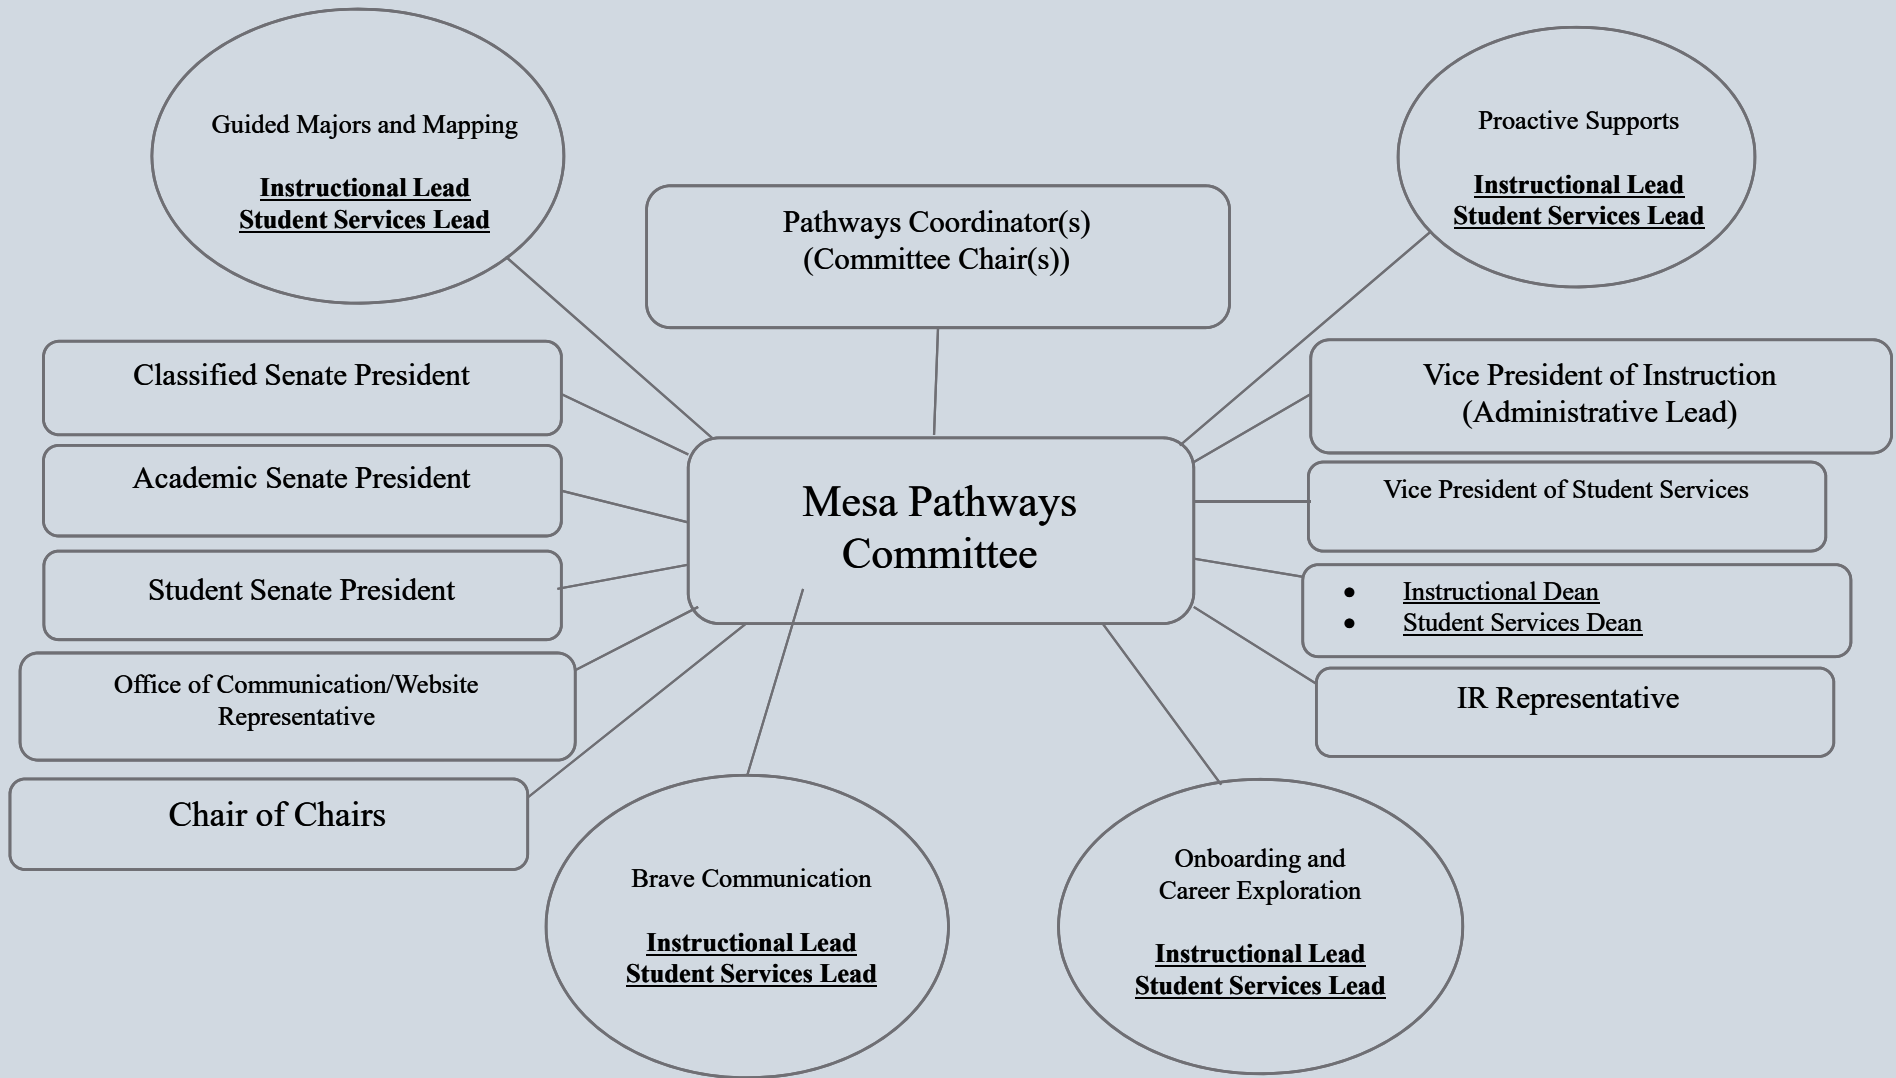 Guided Majors and Mapping
Instructional Lead
Student Services Lead
Proactive Supports
Instructional Lead
Student Services Lead
Pathways Coordinator(s)
(Committee Chair(s))
Classified Senate President
Academic Senate President
Student Senate President
Office of Communication/Website
Representative
Chair of Chairs
Mesa Pathways
Committee
Vice President of Instruction
(Administrative Lead)
Vice President of Student Services
• Instructional Dean
• Student Services Dean
IR Representative
Brave Communication
Instructional Lead
Student Services Lead
Onboarding and
Career Exploration
Instructional Lead
Student Services Lead